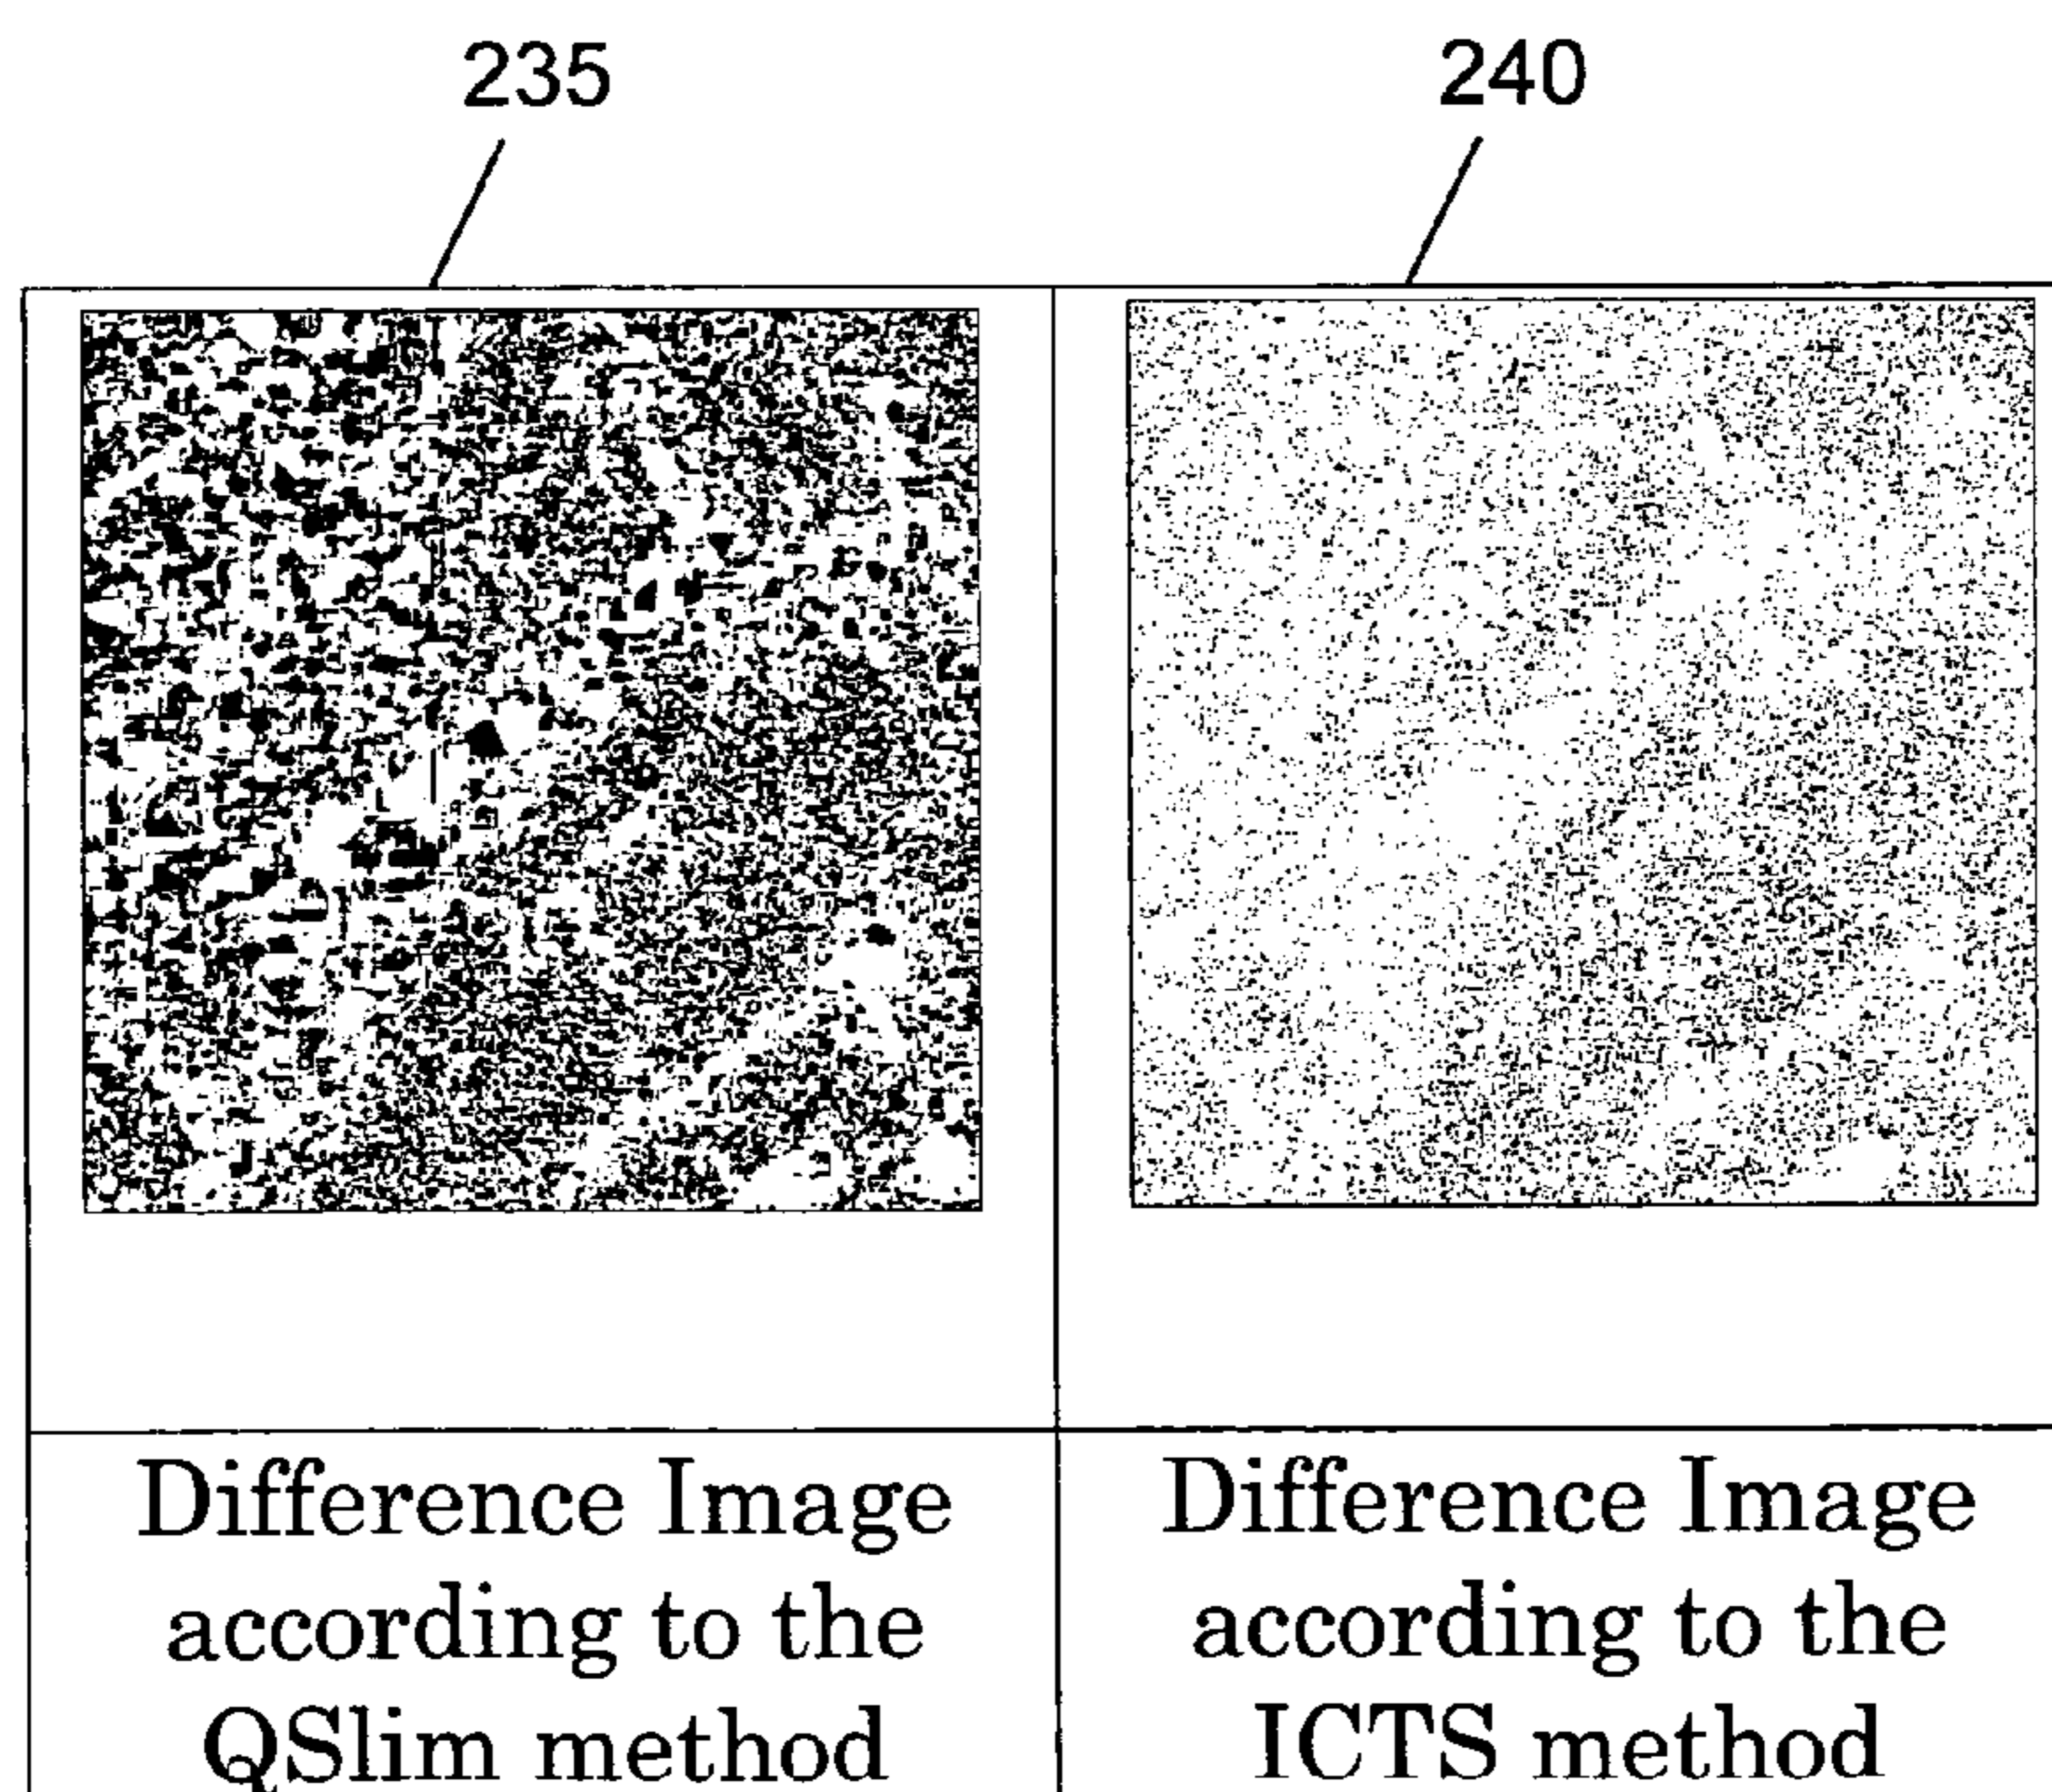 235
240
Difference Image
according to the
QSlim method
Difference Image
according to the
ICTS method